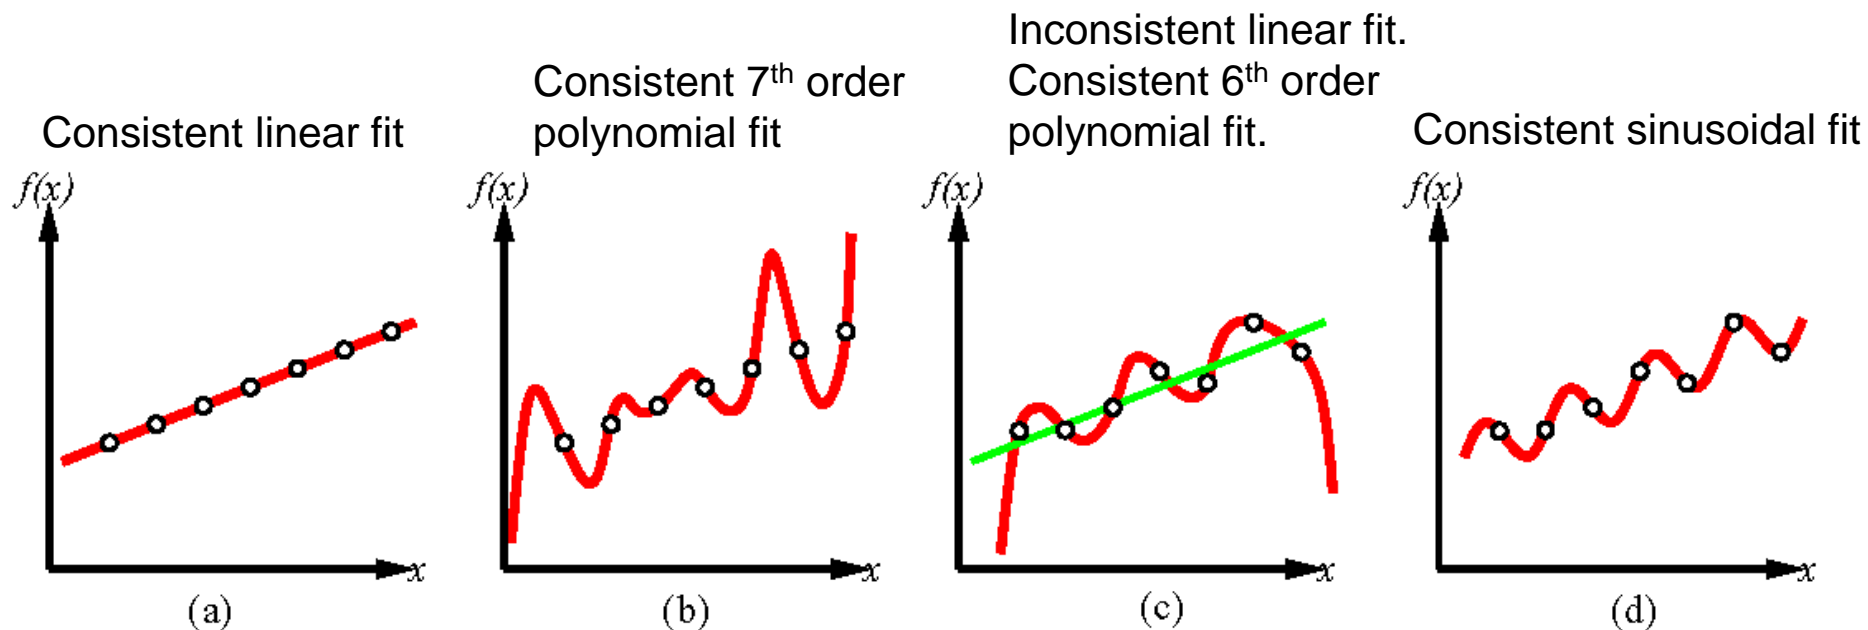 Consistent linear fit
f(x)
x
(a)
Consistent 7th order
polynomial fit
f(x)
x
(b)
Inconsistent linear fit.
Consistent 6th order
polynomial fit.
f(x)
x
(c)
Consistent sinusoidal fit
f(x)
x
(d)